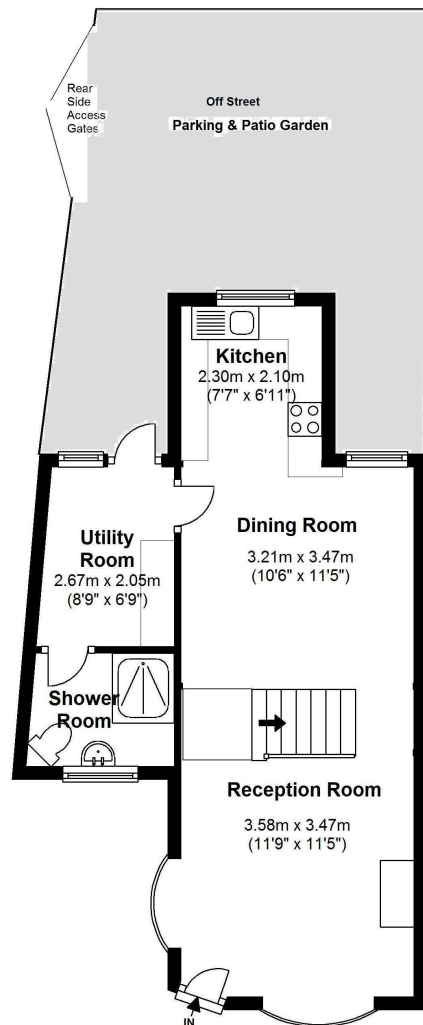 Rear
Side
Access
Gates
Off Street
Parking & Patio Garden
Kitchen
2.30m x 2.10m
(7'7" x 6'11")
Dining Room
3.21m x 3.47m
(10'6" x 11'5")
Utility
Room
2.67m x 2.05m
(8'9" x 6'9")
Shower
Room
Reception Room
3.58m x 3.47m
(11'9" x 11'5")
IN